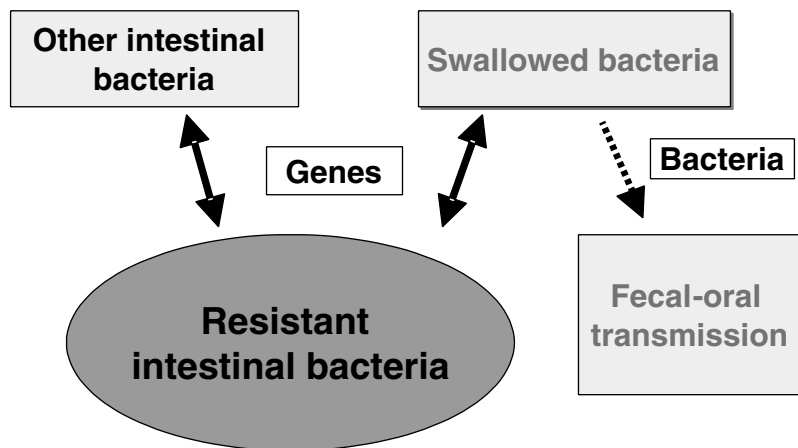 Other intestinal
bacteria
Swallowed bacteria
Genes
Bacteria
Resistant
intestinal bacteria
Fecal-oral
transmission